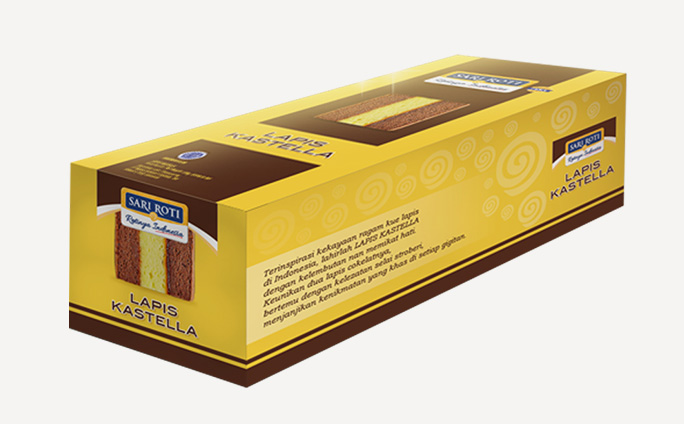 SARI ROTI
LAPIS
KASTELLA
SARI ROTI
Rotinya Indonesia
LAPIS
KASTELLA
SARI ROTI
Rotinya Indonesia
LAPIS
KASTELLA
Terinspirasi kekayaan ragam kue lapis
di Indonesia, lahirlah LAPIS KASTELLA
dengan kelembutan nan memikat hati.
Keunikan dua lapis cokelatnya,
bertemu dengan kelezatan selai stroberi,
menjanjikan kenikmatan yang khas di setiap gigitan.